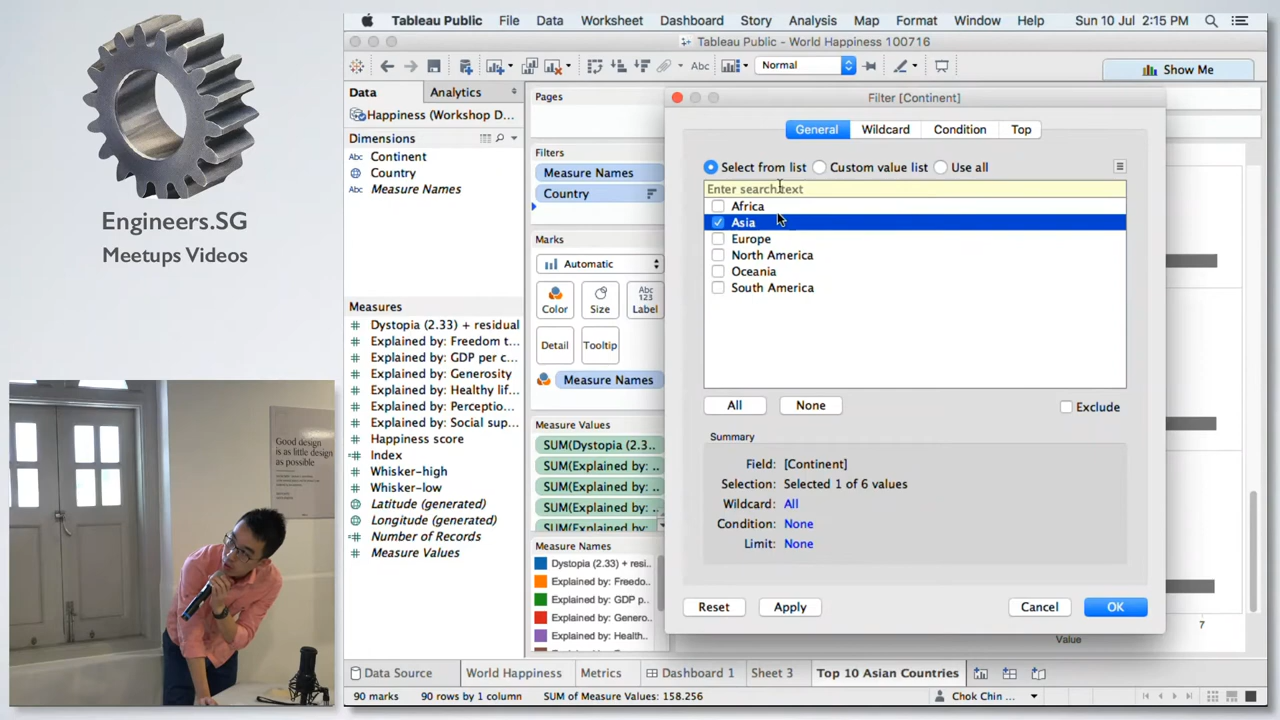 Tableau Public File Data Worksheet Dashboard Story Analysis Map Format Window Help Sun 10 Jul 2:15 PM
Tableau Public - World Happiness 100716
Abc Normal Show Me
Data Analytics
Happiness (Workshop D...
Dimensions
Abc Continent
Country
Abc Measure Names
Measures
Dystopia (2.33) + residual
Explained by: Freedom t...
Explained by: GDP per c...
Explained by: Generosity
Explained by: Healthy lif...
Explained by: Perceptio...
Explained by: Social sup...
Happiness score
Index
Whisker-high
Whisker-low
Latitude (generated)
Longitude (generated)
Number of Records
Measure Values
Pages
Filters
Measure Names
Country
Marks
Automatic
Color
Size
Abc
123
Label
Detail
Tooltip
Measure Names
Measure Values
SUM(Dystopia (2.3..
SUM(Explained by: ..
SUM(Explained by: ..
SUM(Explained by: ..
SUM(Explained by: ..
Measure Names
Dystopia (2.33) + resi..
Explained by: Freedo..
Explained by: GDP p..
Explained by: Genero..
Explained by: Health..
Filter [Continent]
General Wildcard Condition Top
Select from list Custom value list Use all
Enter search text
Africa
Asia
Europe
North America
Oceania
South America
All None Exclude
Summary
Field: [Continent]
Selection: Selected 1 of 6 values
Wildcard: All
Condition: None
Limit: None
Reset Apply Cancel OK
7
Value
Data Source World Happiness Metrics Dashboard 1 Sheet 3 Top 10 Asian Countries
90 marks 90 rows by 1 column SUM of Measure Values: 158.256 Chok Chin ...
Engineers.SG
Meetups Videos
Good design
is as little design
as possible